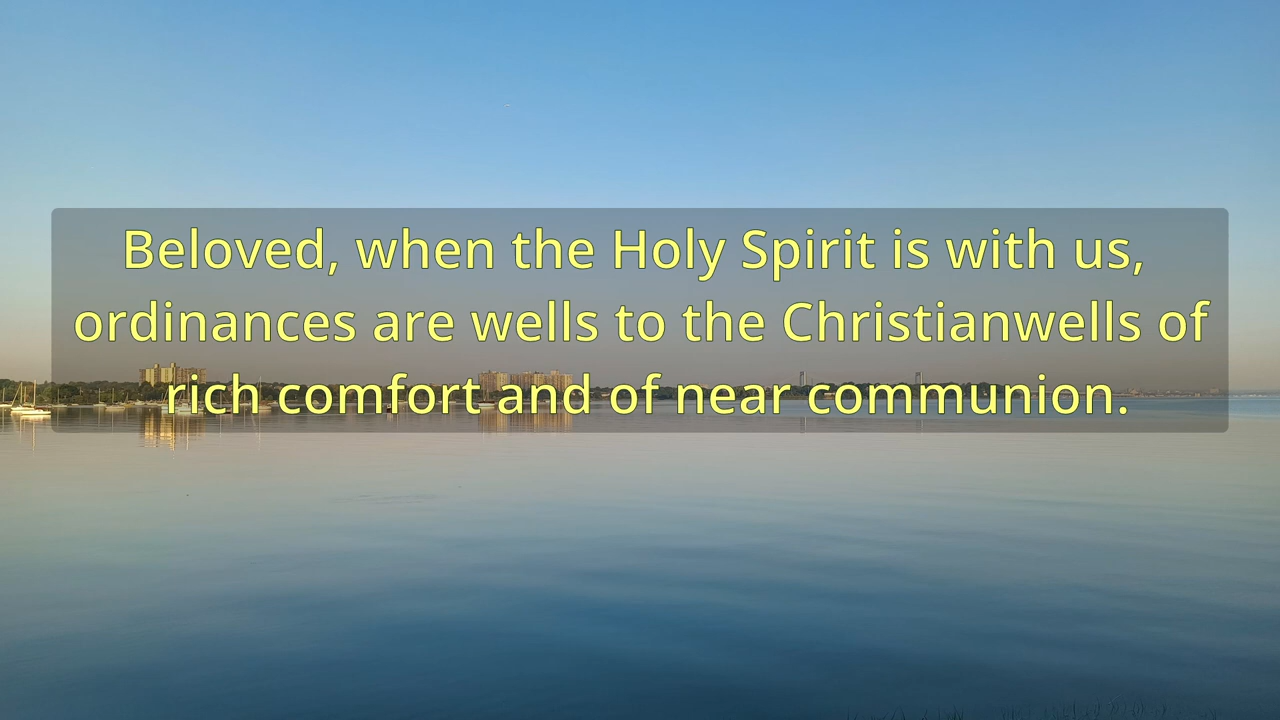 Beloved, when the Holy Spirit is with us,
ordinances are wells to the Christianwells of
rich comfort and of near communion.